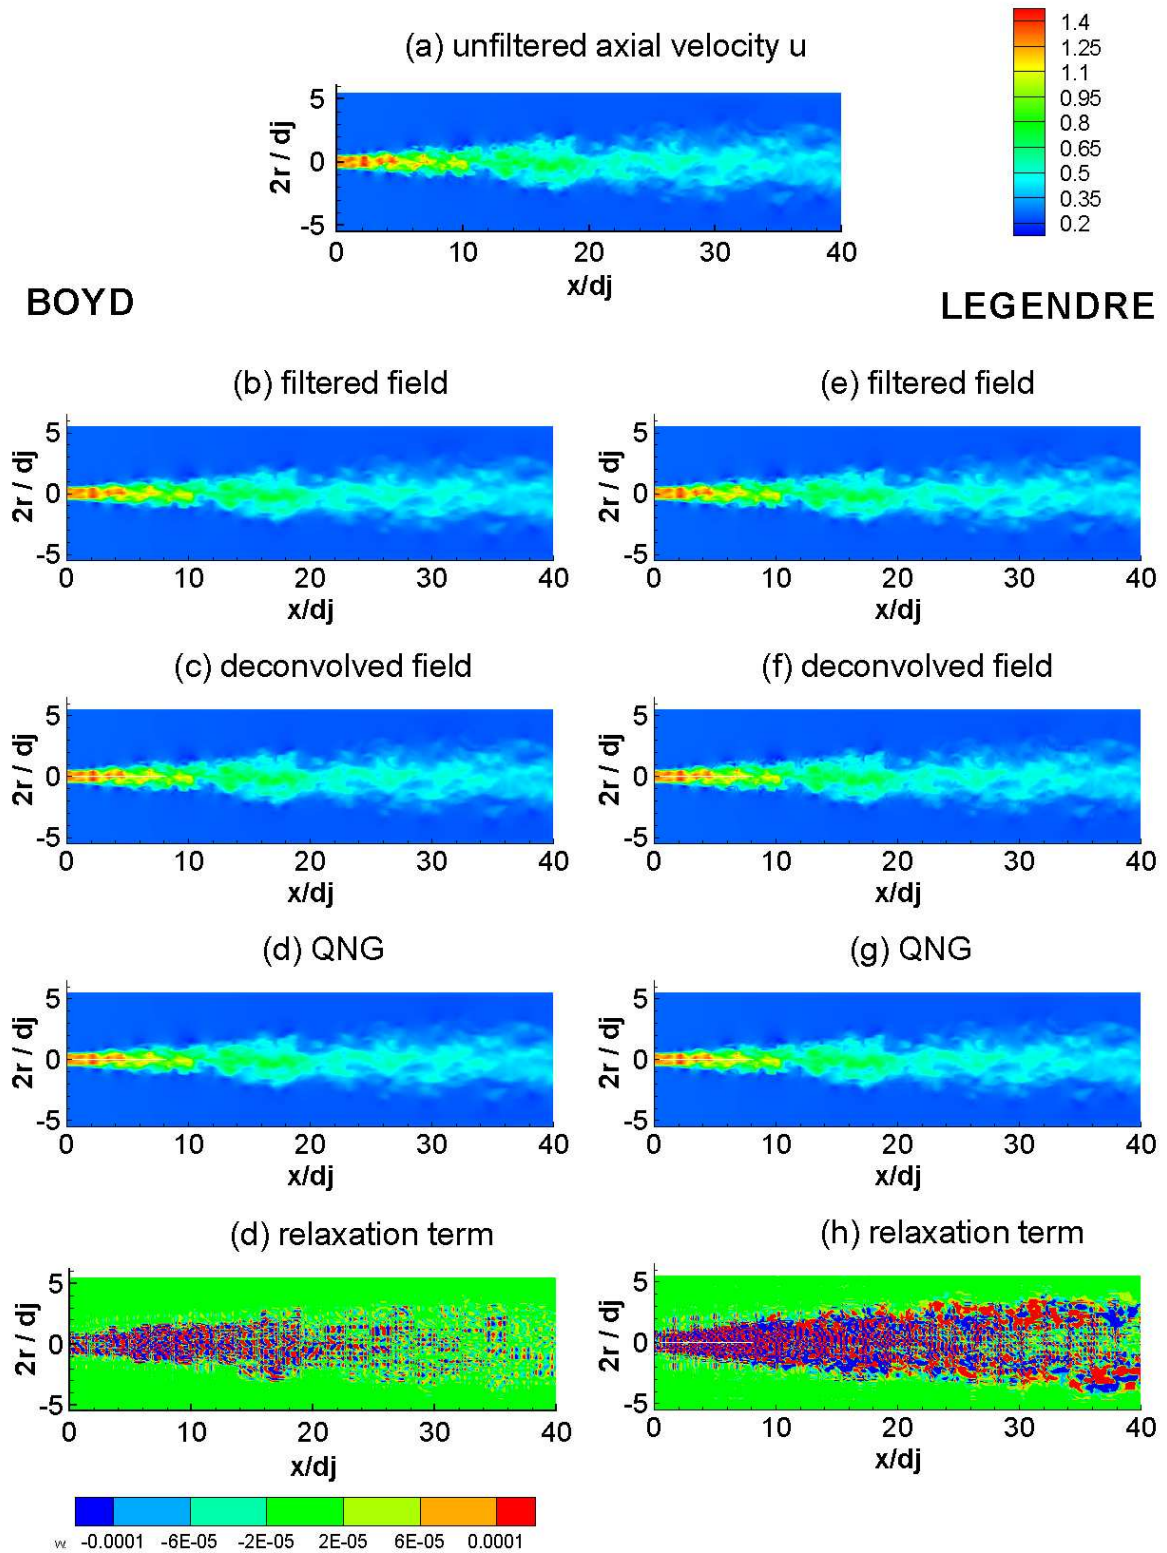 (a) unfiltered axial velocity u
1.4
1.25
1.1
0.95
0.8
0.65
0.5
0.35
0.2
2r / dj
5
0
-5
0 10 20 30 40
x/dj
BOYD LEGENDRE
(b) filtered field
2r / dj
5
0
-5
0 10 20 30 40
x/dj
(e) filtered field
2r / dj
5
0
-5
0 10 20 30 40
x/dj
(c) deconvolved field
2r / dj
5
0
-5
0 10 20 30 40
x/dj
(f) deconvolved field
2r / dj
5
0
-5
0 10 20 30 40
x/dj
(d) QNG
2r / dj
5
0
-5
0 10 20 30 40
x/dj
(g) QNG
2r / dj
5
0
-5
0 10 20 30 40
x/dj
(d) relaxation term
2r / dj
5
0
-5
0 10 20 30 40
x/dj
(h) relaxation term
2r / dj
5
0
-5
0 10 20 30 40
x/dj
-0.0001 -6E-05 -2E-05 2E-05 6E-05 0.0001